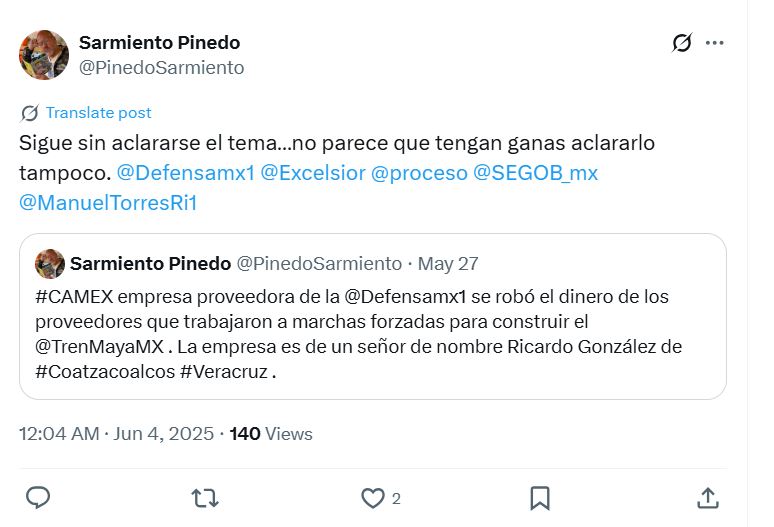 Sarmiento Pinedo
@PinedoSarmiento
Translate post
Sigue sin aclararse el tema...no parece que tengan ganas aclararlo
tampoco. @Defensamx1 @Excelsior @proceso @SEGOB_mx
@ManuelTorresRi1
Sarmiento Pinedo @PinedoSarmiento · May 27
#CAMEX empresa proveedora de la @Defensamx1 se robó el dinero de los
proveedores que trabajaron a marchas forzadas para construir el
@TrenMayaMX . La empresa es de un señor de nombre Ricardo González de
#Coatzacoalcos #Veracruz .
12:04 AM · Jun 4, 2025 · 140 Views
2